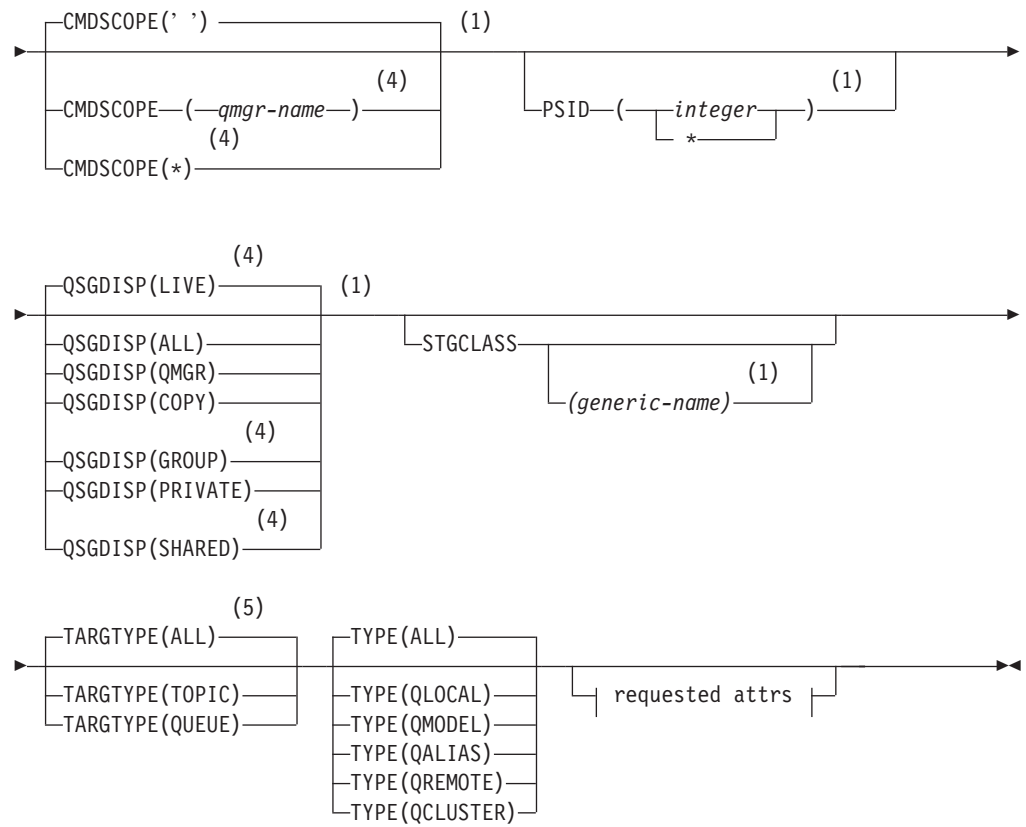 CMDSCOPE(’ ’) (1)
(4) (1)
CMDSCOPE ( qmgr-name ) PSID ( integer )
(4) *
CMDSCOPE(*)
(4)
QSGDISP(LIVE) (1)
QSGDISP(ALL) STGCLASS
QSGDISP(QMGR) (1)
QSGDISP(COPY) (generic-name)
(4)
QSGDISP(GROUP)
QSGDISP(PRIVATE)
(4)
QSGDISP(SHARED)
(5)
TARGTYPE(ALL) TYPE(ALL)
TARGTYPE(TOPIC) TYPE(QLOCAL) requested attrs
TARGTYPE(QUEUE) TYPE(QMODEL)
TYPE(QALIAS)
TYPE(QREMOTE)
TYPE(QCLUSTER)